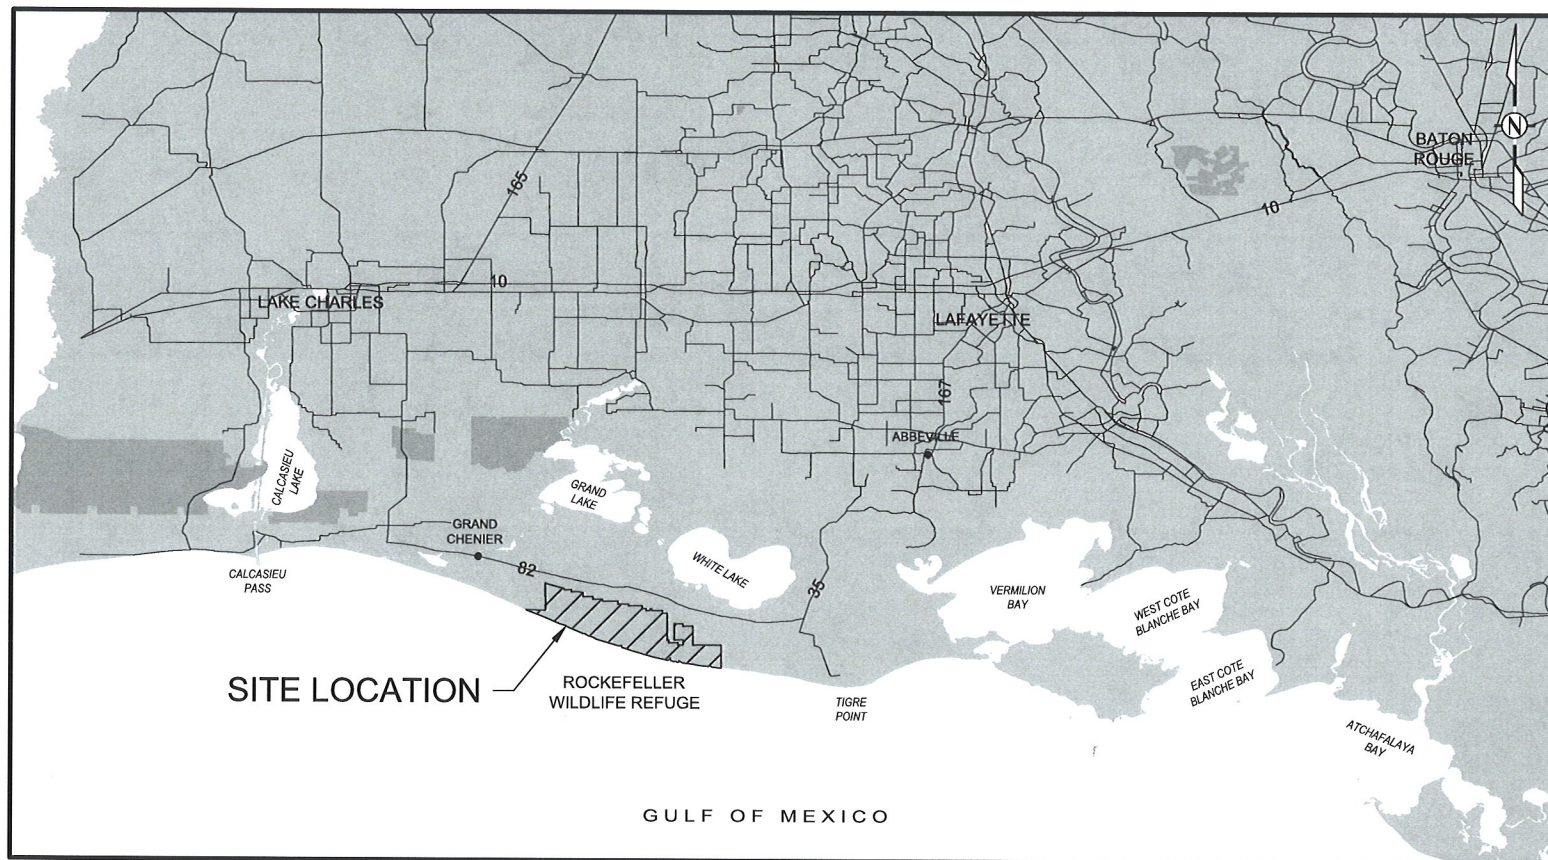 N
BATON
ROUGE
165
10
10
LAKE CHARLES
LAFAYETTE
167
ABBEVILLE
CALCASIEU
LAKE
GRAND
LAKE
GRAND
CHENIER
WHITE LAKE
82
35
CALCASIEU
PASS
VERMILION
BAY
WEST COTE
BLANCHE BAY
EAST COTE
BLANCHE BAY
SITE LOCATION
ROCKEFELLER
WILDLIFE REFUGE
TIGRE
POINT
ATCHAFALAYA
BAY
GULF OF MEXICO